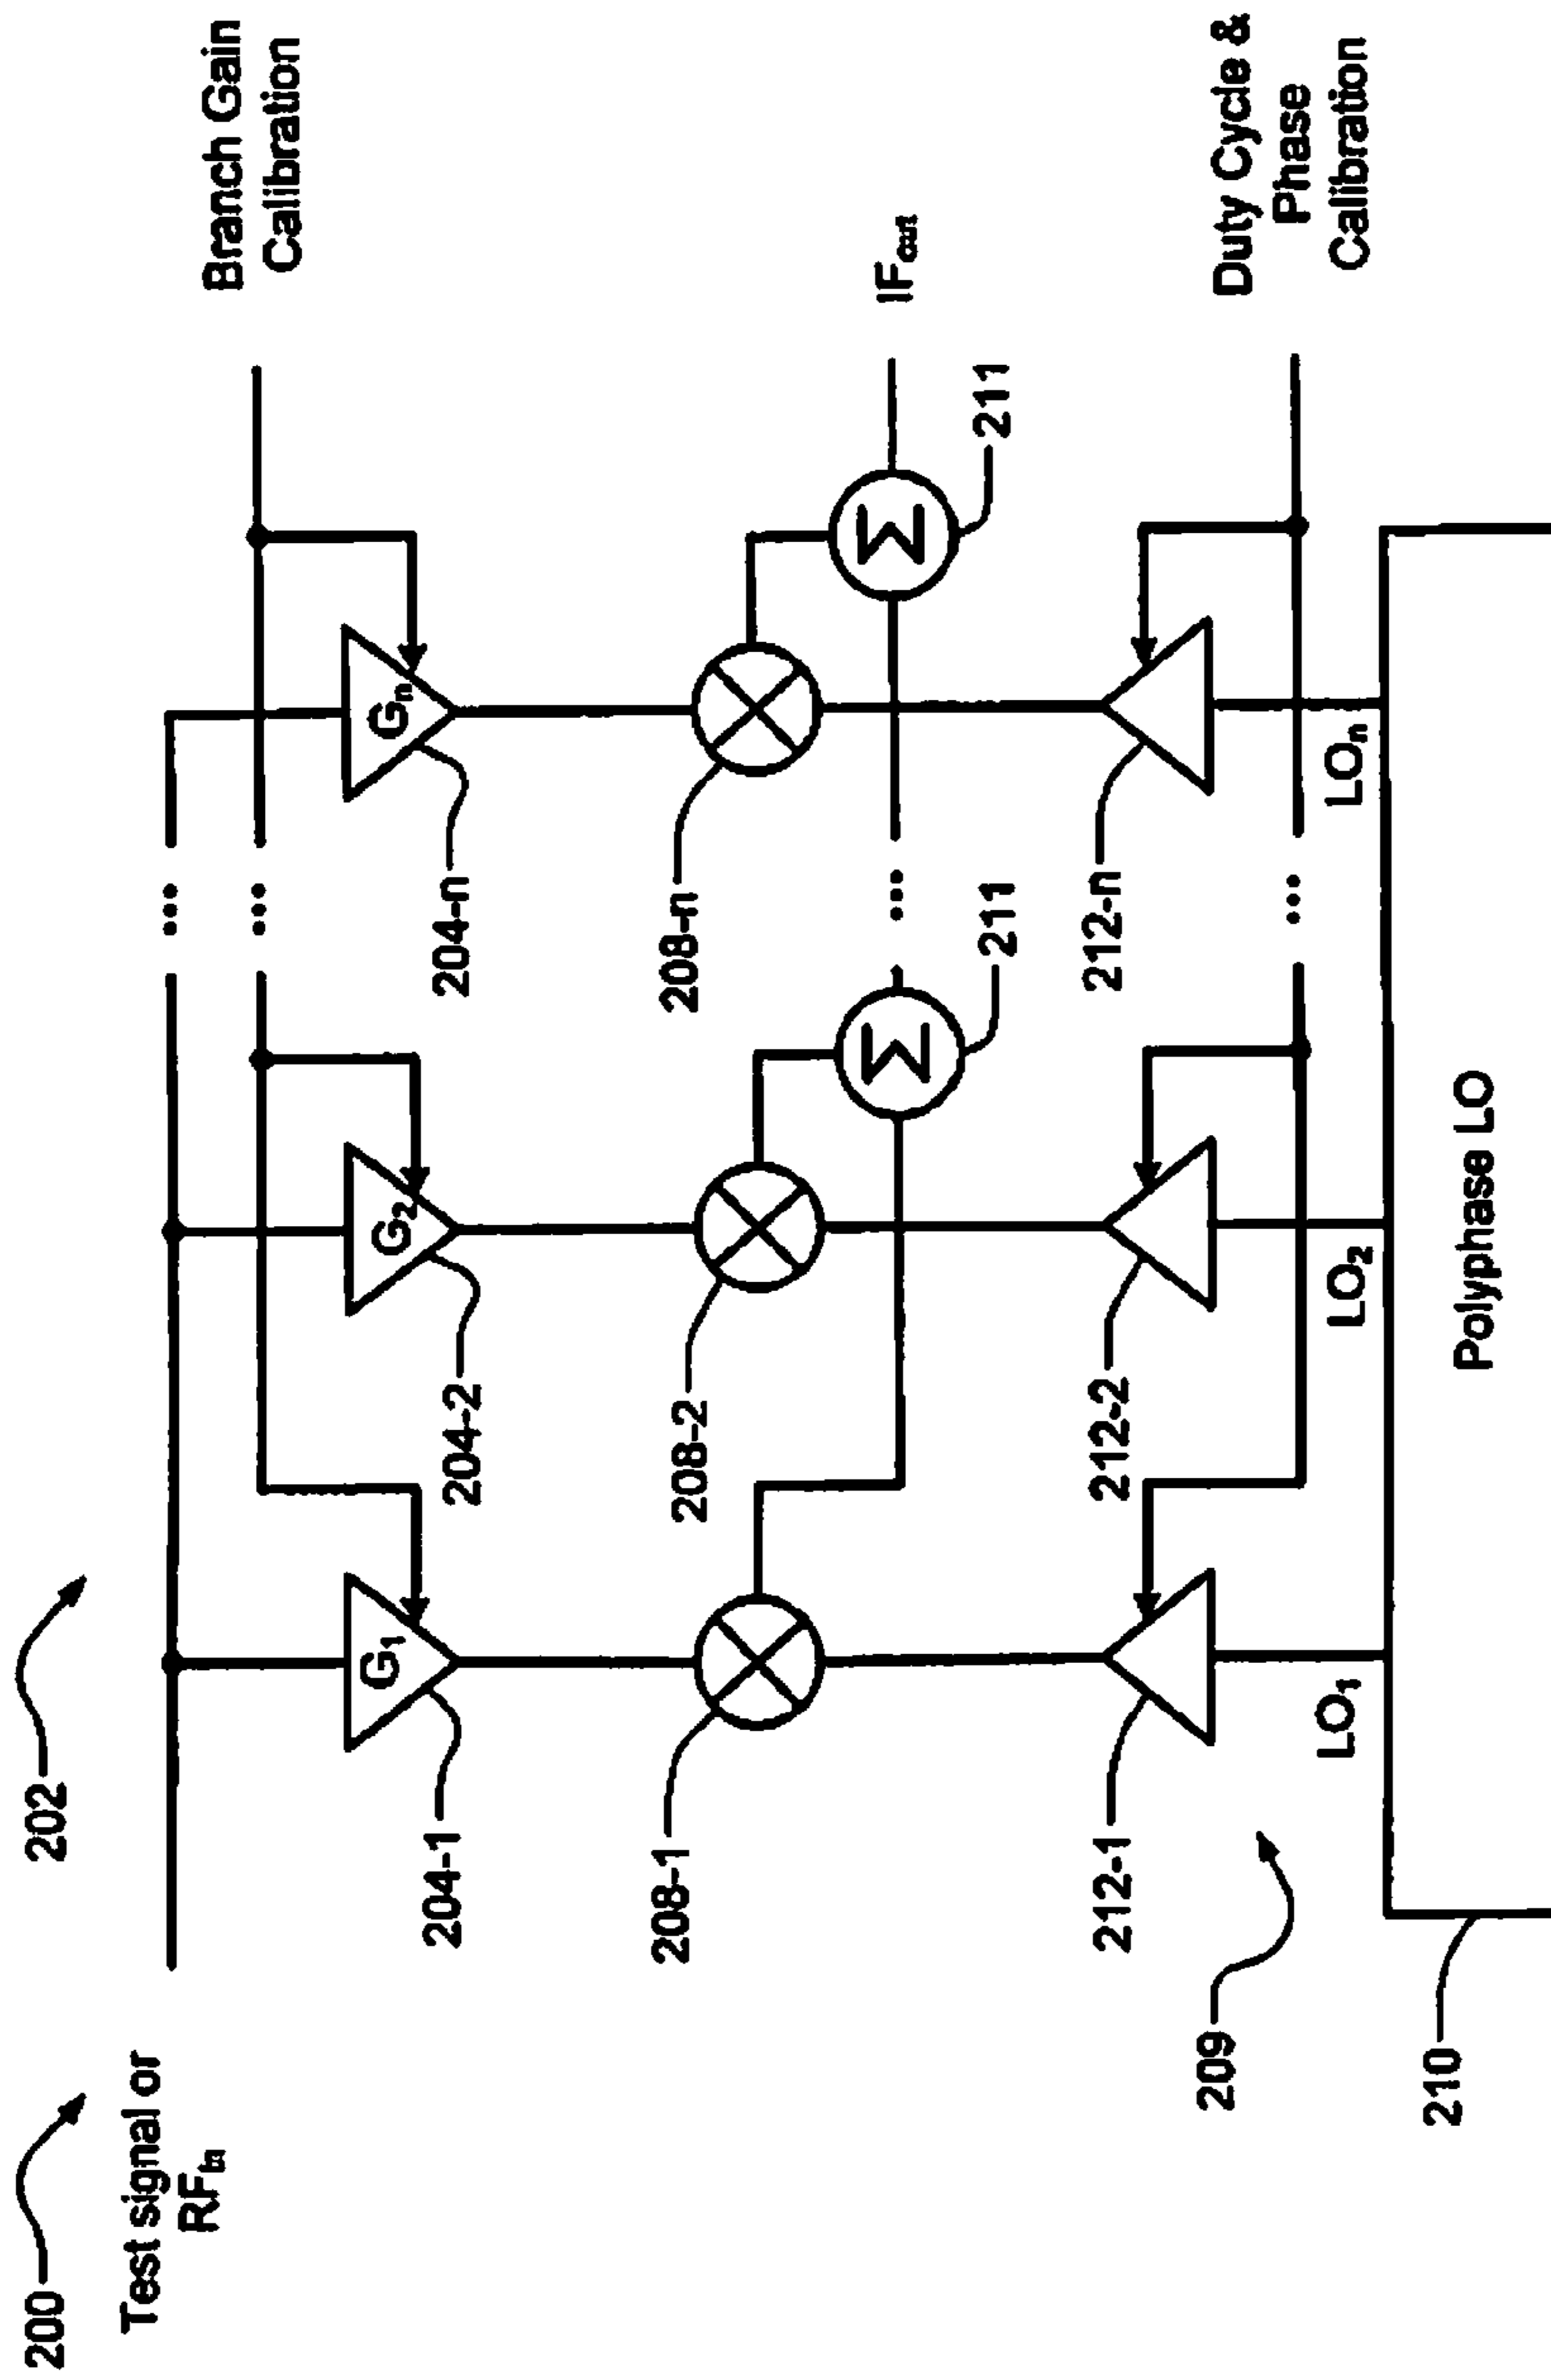 200
202
Test signal or
RF_in
Branch Gain
Calibration
...
...
G1
G2
Gn
204-1
204-2
204-n
208-1
208-2
208-n
Σ
Σ
...
IF_out
211
211
212-1
212-2
212-n
209
...
Duty Cycle &
Phase
Calibration
LO1
LO2
LOn
210
Polyphase LO